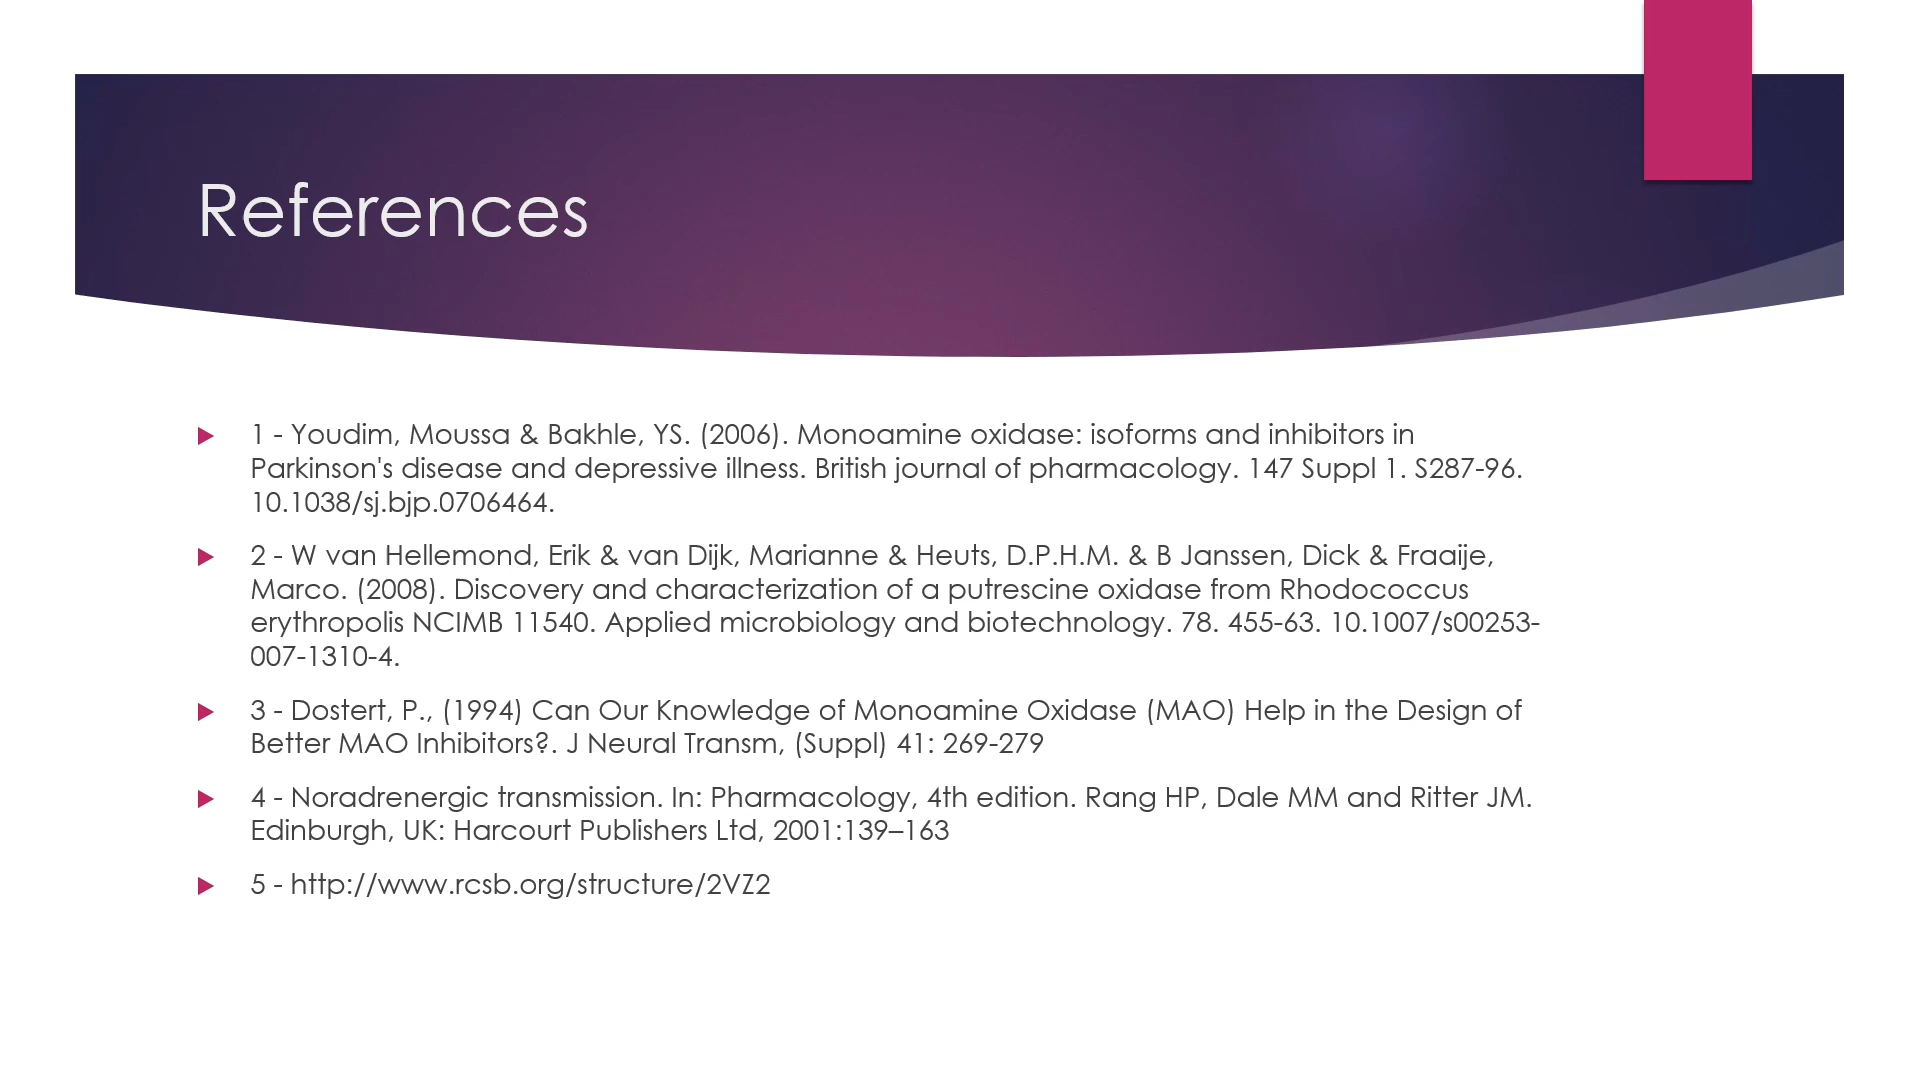 References
1 - Youdim, Moussa & Bakhle, YS. (2006). Monoamine oxidase: isoforms and inhibitors in
Parkinson's disease and depressive illness. British journal of pharmacology. 147 Suppl 1. S287-96.
10.1038/sj.bjp.0706464.
2 - W van Hellemond, Erik & van Dijk, Marianne & Heuts, D.P.H.M. & B Janssen, Dick & Fraaije,
Marco. (2008). Discovery and characterization of a putrescine oxidase from Rhodococcus
erythropolis NCIMB 11540. Applied microbiology and biotechnology. 78. 455-63. 10.1007/s00253-
007-1310-4.
3 - Dostert, P., (1994) Can Our Knowledge of Monoamine Oxidase (MAO) Help in the Design of
Better MAO Inhibitors?. J Neural Transm, (Suppl) 41: 269-279
4 - Noradrenergic transmission. In: Pharmacology, 4th edition. Rang HP, Dale MM and Ritter JM.
Edinburgh, UK: Harcourt Publishers Ltd, 2001:139–163
5 - http://www.rcsb.org/structure/2VZ2